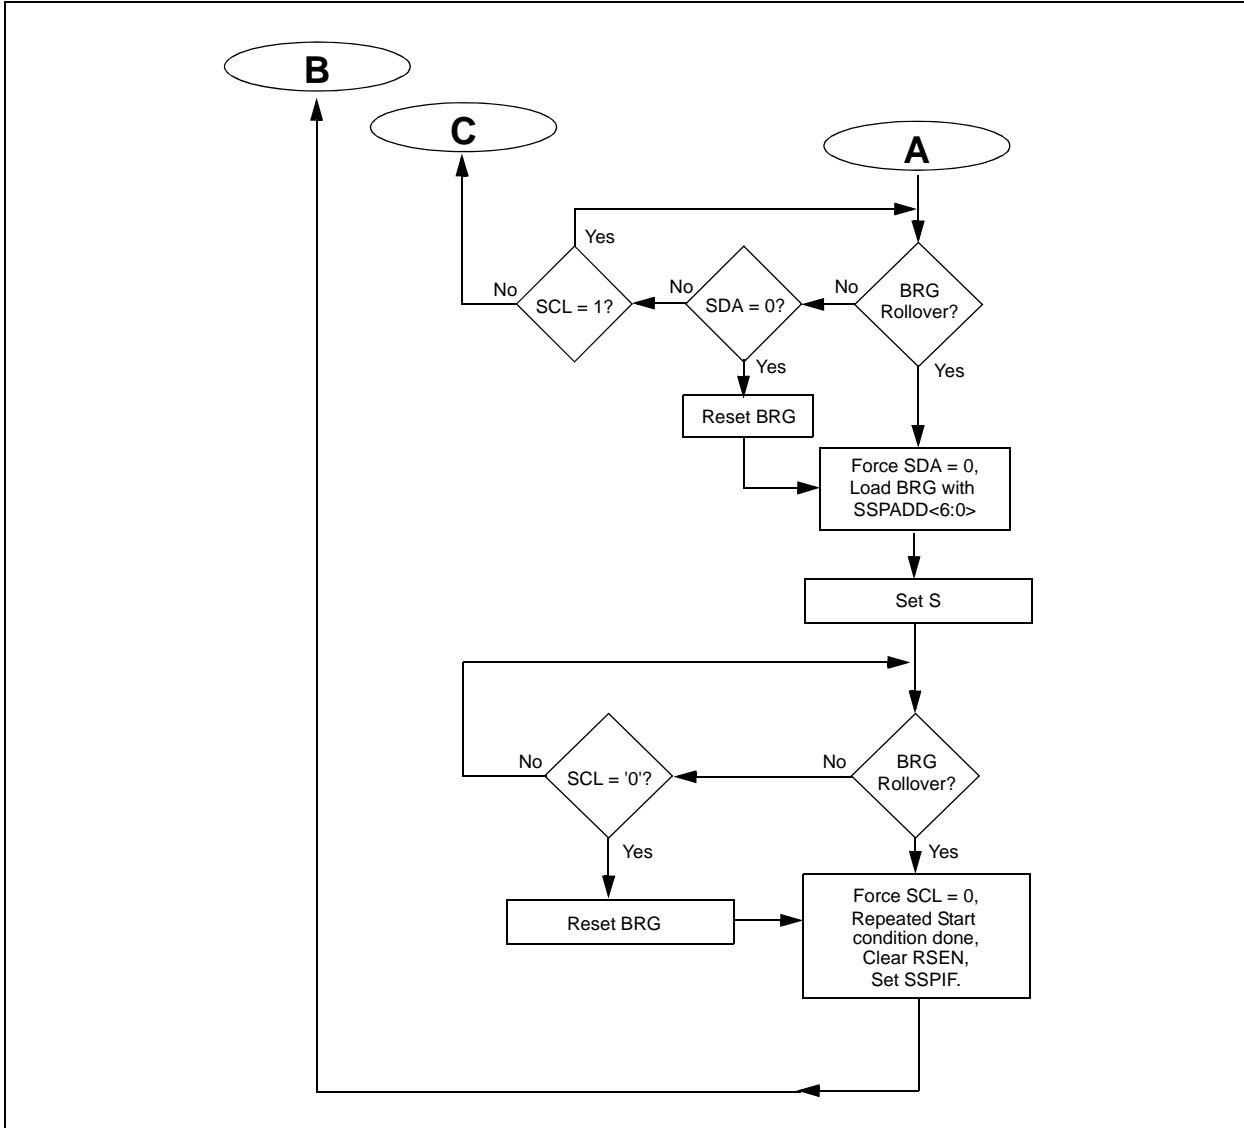 B
C
A
Yes
No
SCL = 1?
No
SDA = 0?
No
BRG
Rollover?
Yes
Yes
Reset BRG
Force SDA = 0,
Load BRG with
SSPADD<6:0>
Set S
No
SCL = '0'?
No
BRG
Rollover?
Yes
Yes
Reset BRG
Force SCL = 0,
Repeated Start
condition done,
Clear RSEN,
Set SSPIF.